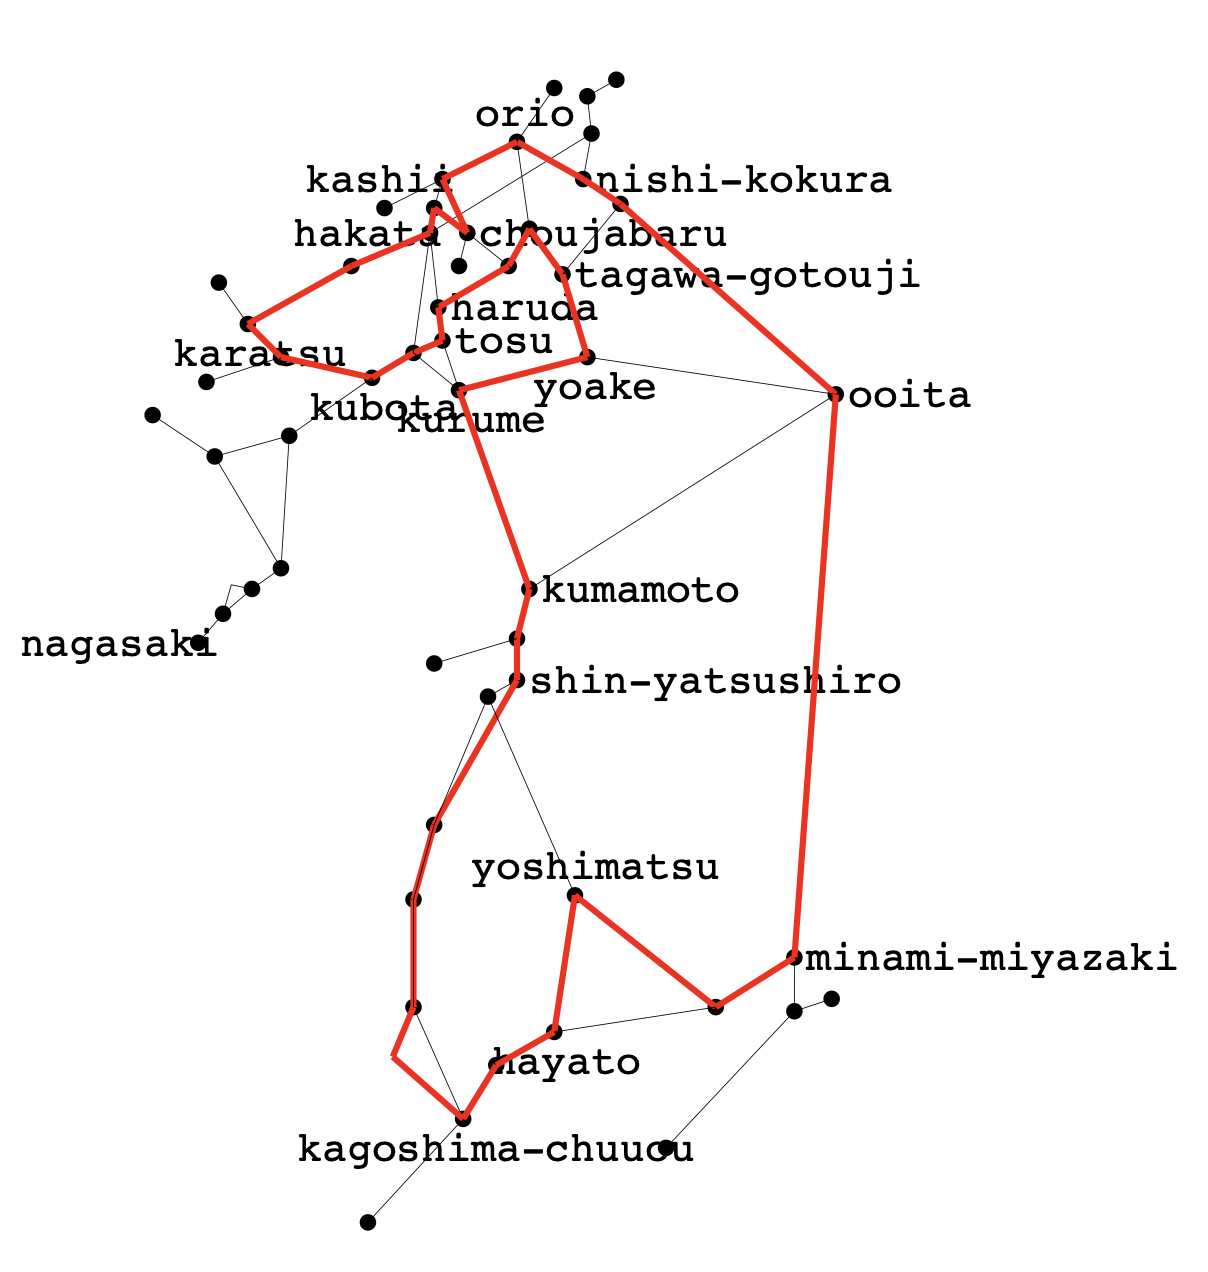 orio
kashii
nishi-kokura
hakata
choujabaru
tagawa-gotouji
haruda
tosu
karatsu
yoake
ooita
kubota
kurume
kumamoto
nagasaki
shin-yatsushiro
yoshimatsu
minami-miyazaki
hayato
kagoshima-chuuou